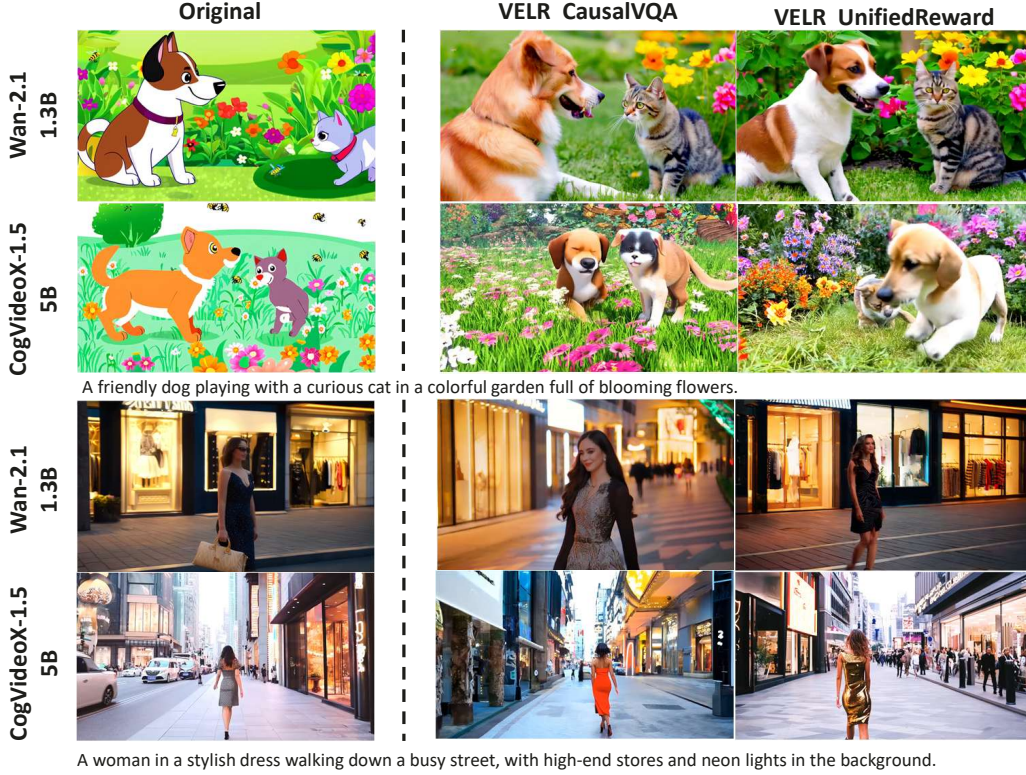 Original
VELR CausalVQA
VELR UnifiedReward
Wan-2.1
1.3B
CogVideoX-1.5
5B
A friendly dog playing with a curious cat in a colorful garden full of blooming flowers.
Wan-2.1
1.3B
CogVideoX-1.5
5B
A woman in a stylish dress walking down a busy street, with high-end stores and neon lights in the background.